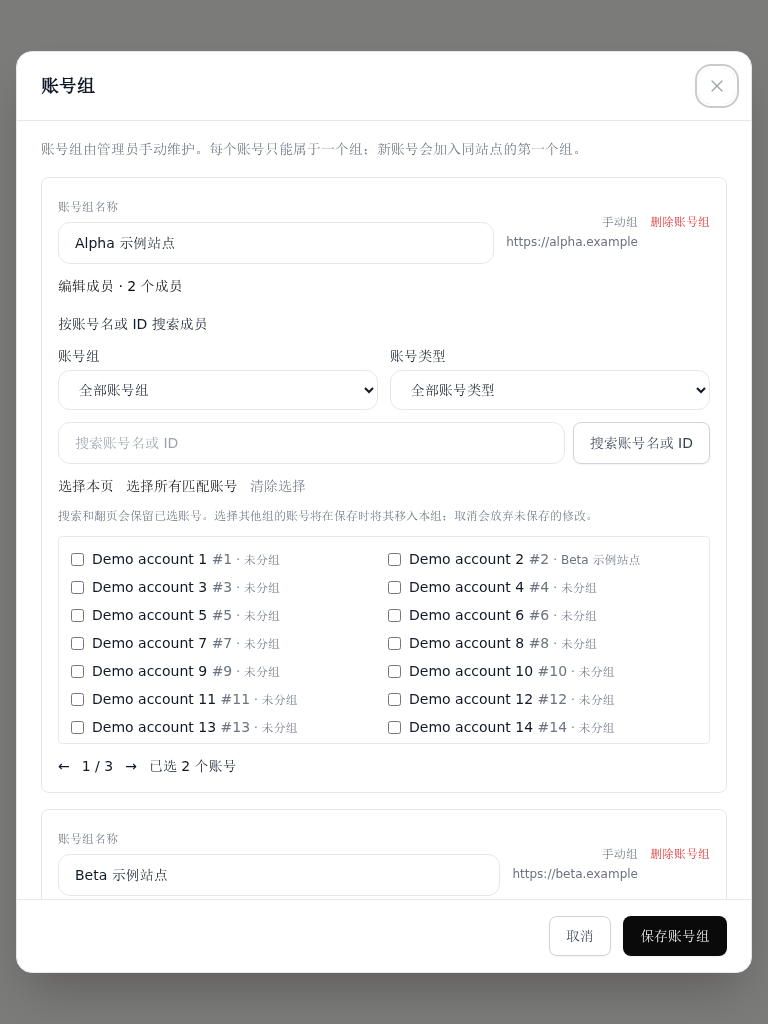 账号组
账号组由管理员手动维护。每个账号只能属于一个组；新账号会加入同站点的第一个组。
账号组名称
手动组 删除账号组
Alpha 示例站点
https://alpha.example
编辑成员 · 2 个成员
按账号名或 ID 搜索成员
账号组 账号类型
全部账号组 全部账号类型
搜索账号名或 ID 搜索账号名或 ID
选择本页 选择所有匹配账号 清除选择
搜索和翻页会保留已选账号。选择其他组的账号将在保存时将其移入本组；取消会放弃未保存的修改。
Demo account 1 #1 · 未分组 Demo account 2 #2 · Beta 示例站点
Demo account 3 #3 · 未分组 Demo account 4 #4 · 未分组
Demo account 5 #5 · 未分组 Demo account 6 #6 · 未分组
Demo account 7 #7 · 未分组 Demo account 8 #8 · 未分组
Demo account 9 #9 · 未分组 Demo account 10 #10 · 未分组
Demo account 11 #11 · 未分组 Demo account 12 #12 · 未分组
Demo account 13 #13 · 未分组 Demo account 14 #14 · 未分组
← 1 / 3 → 已选 2 个账号
账号组名称
手动组 删除账号组
Beta 示例站点
https://beta.example
取消 保存账号组